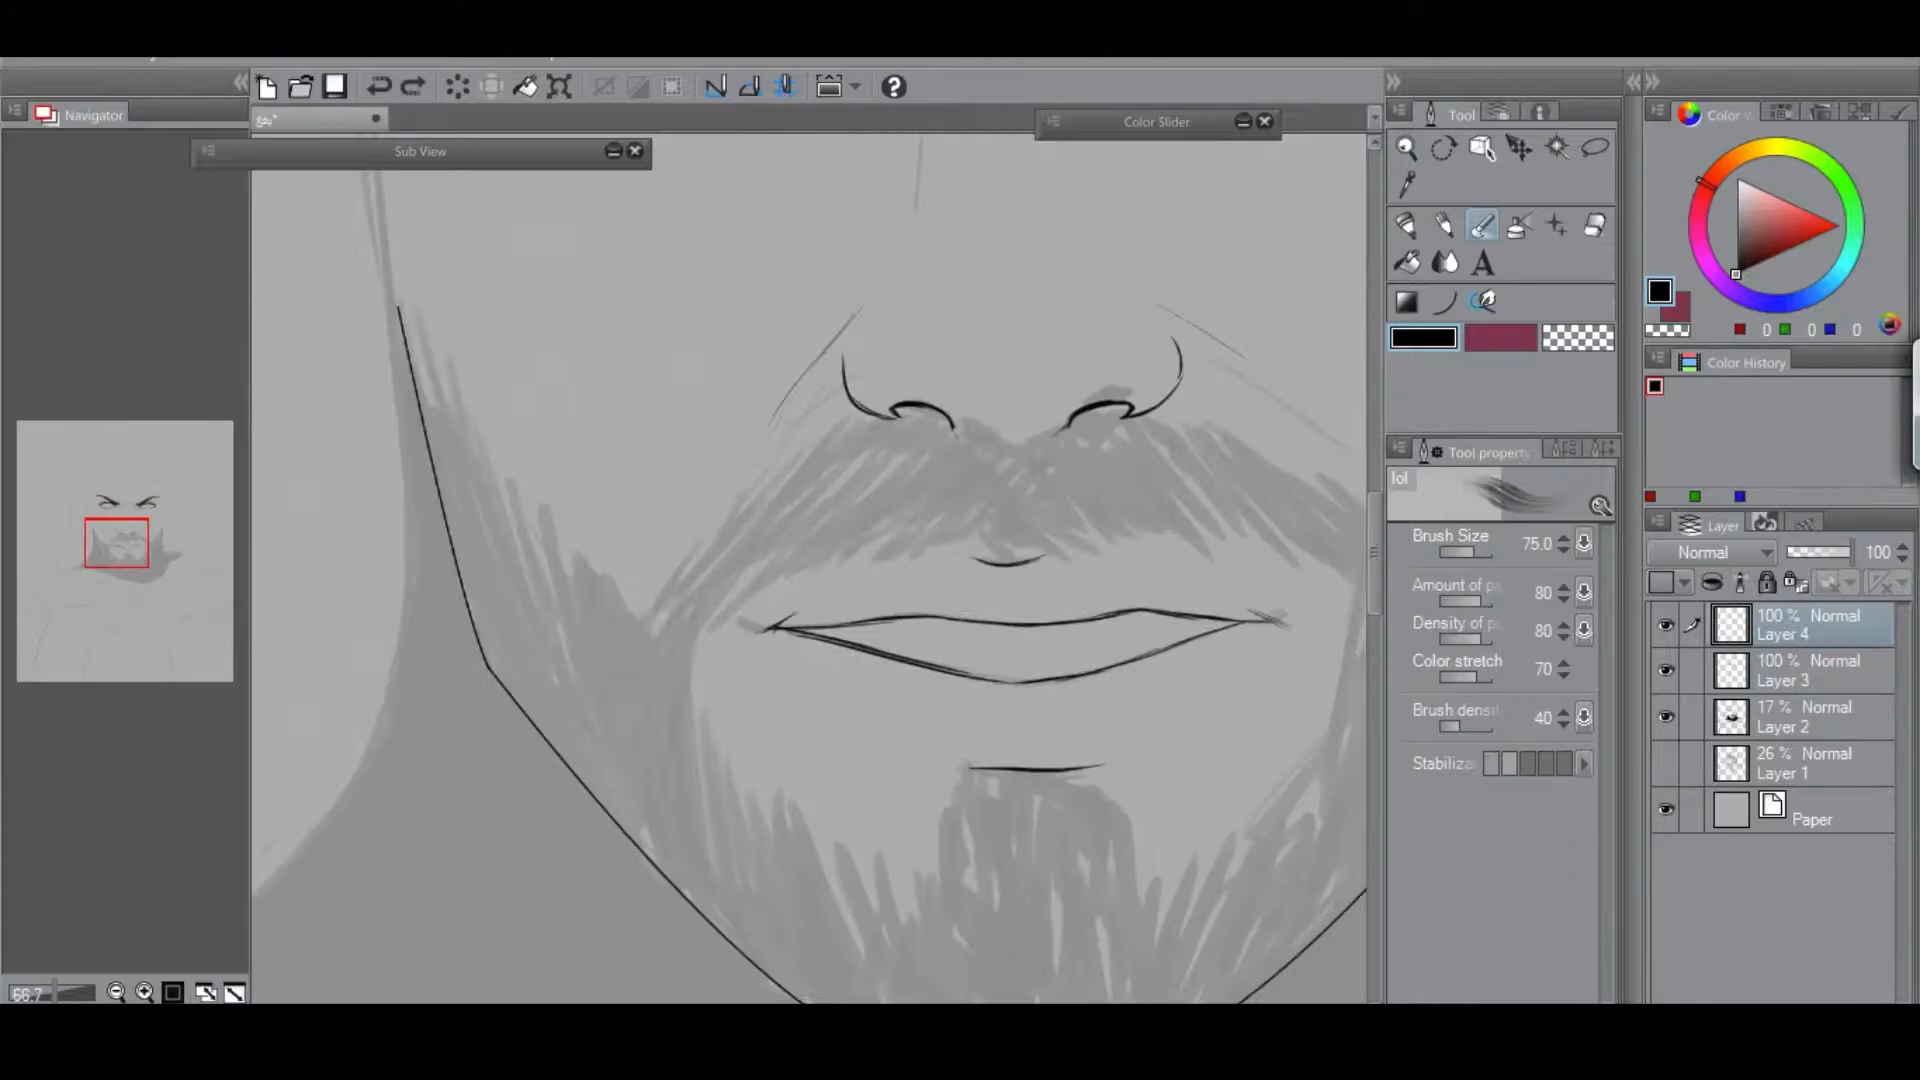 Navigator
Sub View
Color Slider
Tool
Color
0 0 0
Color History
Tool property
lol
Brush Size 75.0
Amount of 80
Density of 80
Color stretch 70
Brush densit 40
Stabiliza
Layer
Normal 100
100 % Normal
Layer 4
100 % Normal
Layer 3
17 % Normal
Layer 2
26 % Normal
Layer 1
Paper
66.7